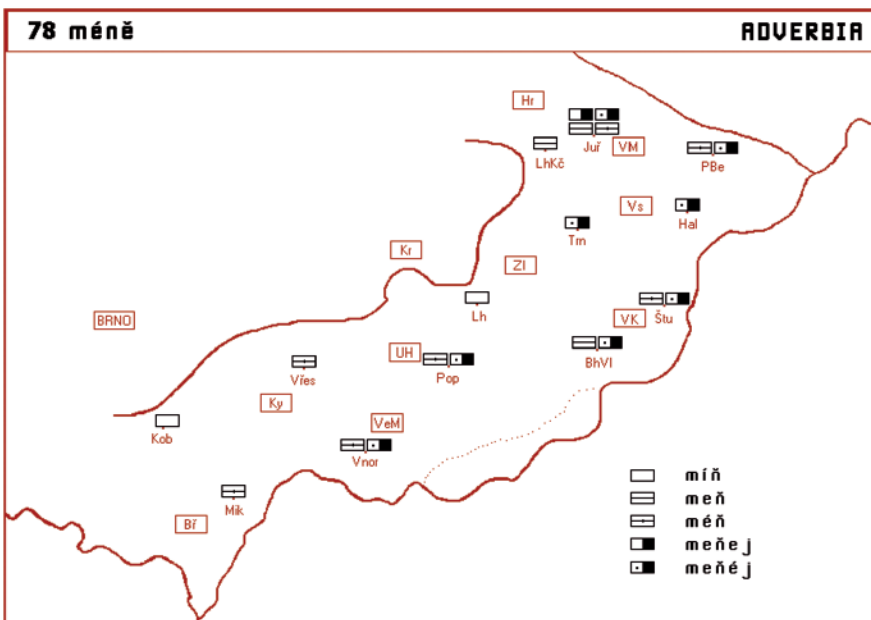 78 méně
ADVERBIA
Hr
Juř
VM
LhKč
PBe
Vs
Hal
Trn
Kr
Zl
Lh
BRNO
VK
Štu
UH
BhVl
Vřes
Pop
Ky
VeM
Kob
Vnor
Mik
Bř
míň
meň
méň
meňej
meňéj